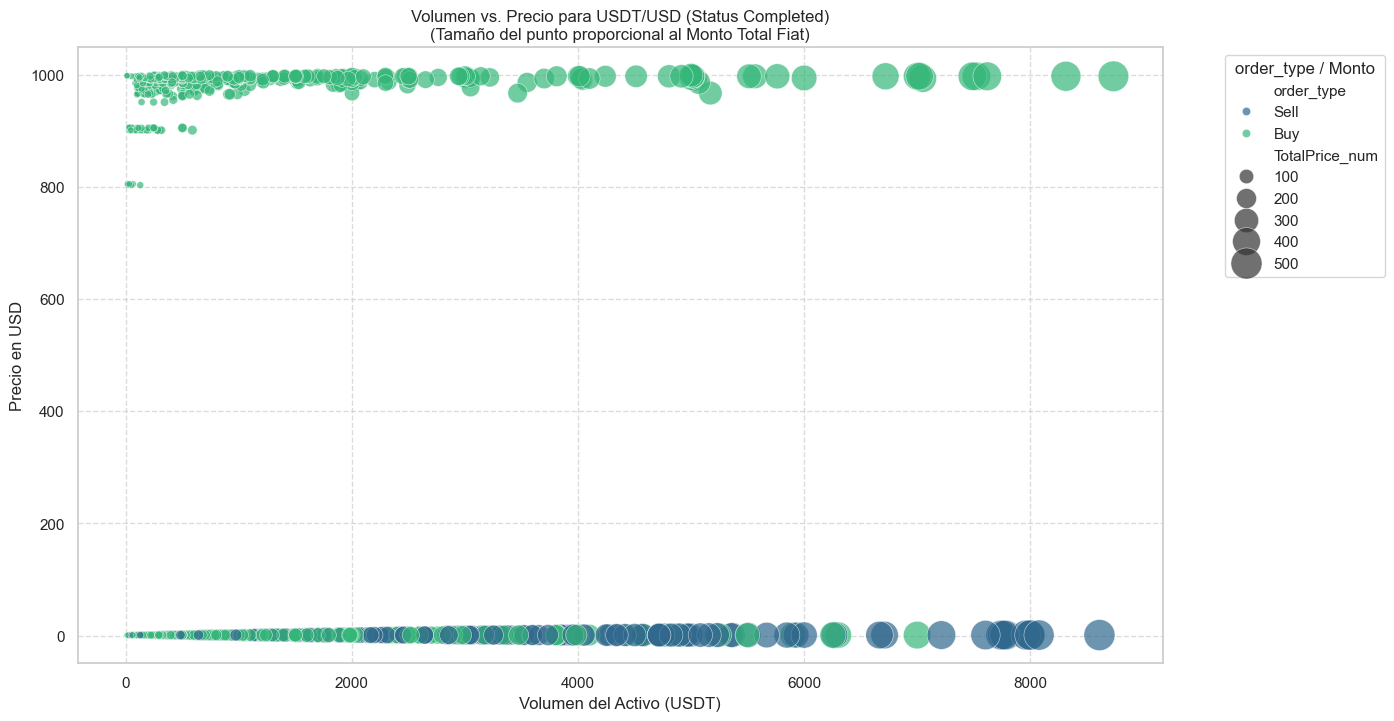 Volumen vs. Precio para USDT/USD (Status Completed)
(Tamaño del punto proporcional al Monto Total Fiat)
order_type / Monto
order_type
Sell
Buy
TotalPrice_num
100
200
300
400
500
Precio en USD
1000
800
600
400
200
0
0
2000
4000
6000
8000
Volumen del Activo (USDT)